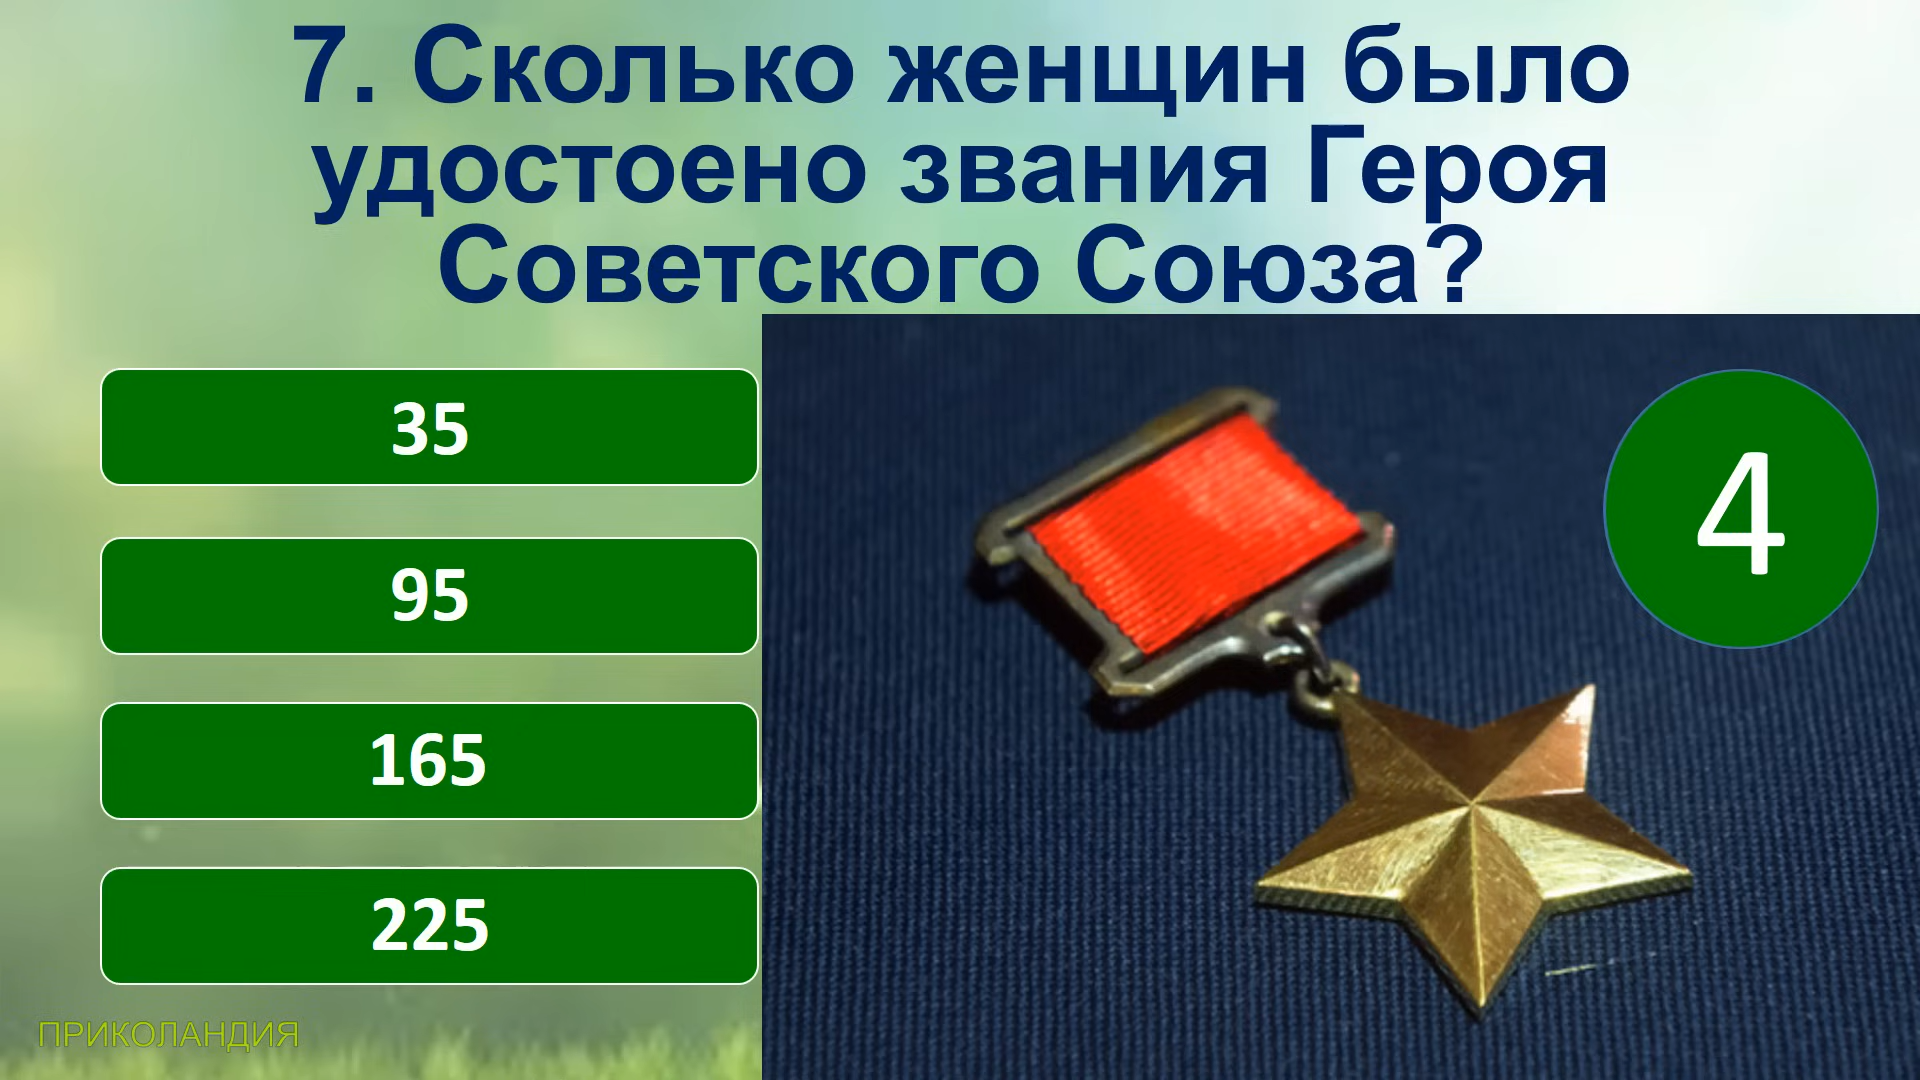 7. Сколько женщин было
удостоено звания Героя
Советского Союза?
35
95
165
225
4
ПРИКОЛАНДИЯ